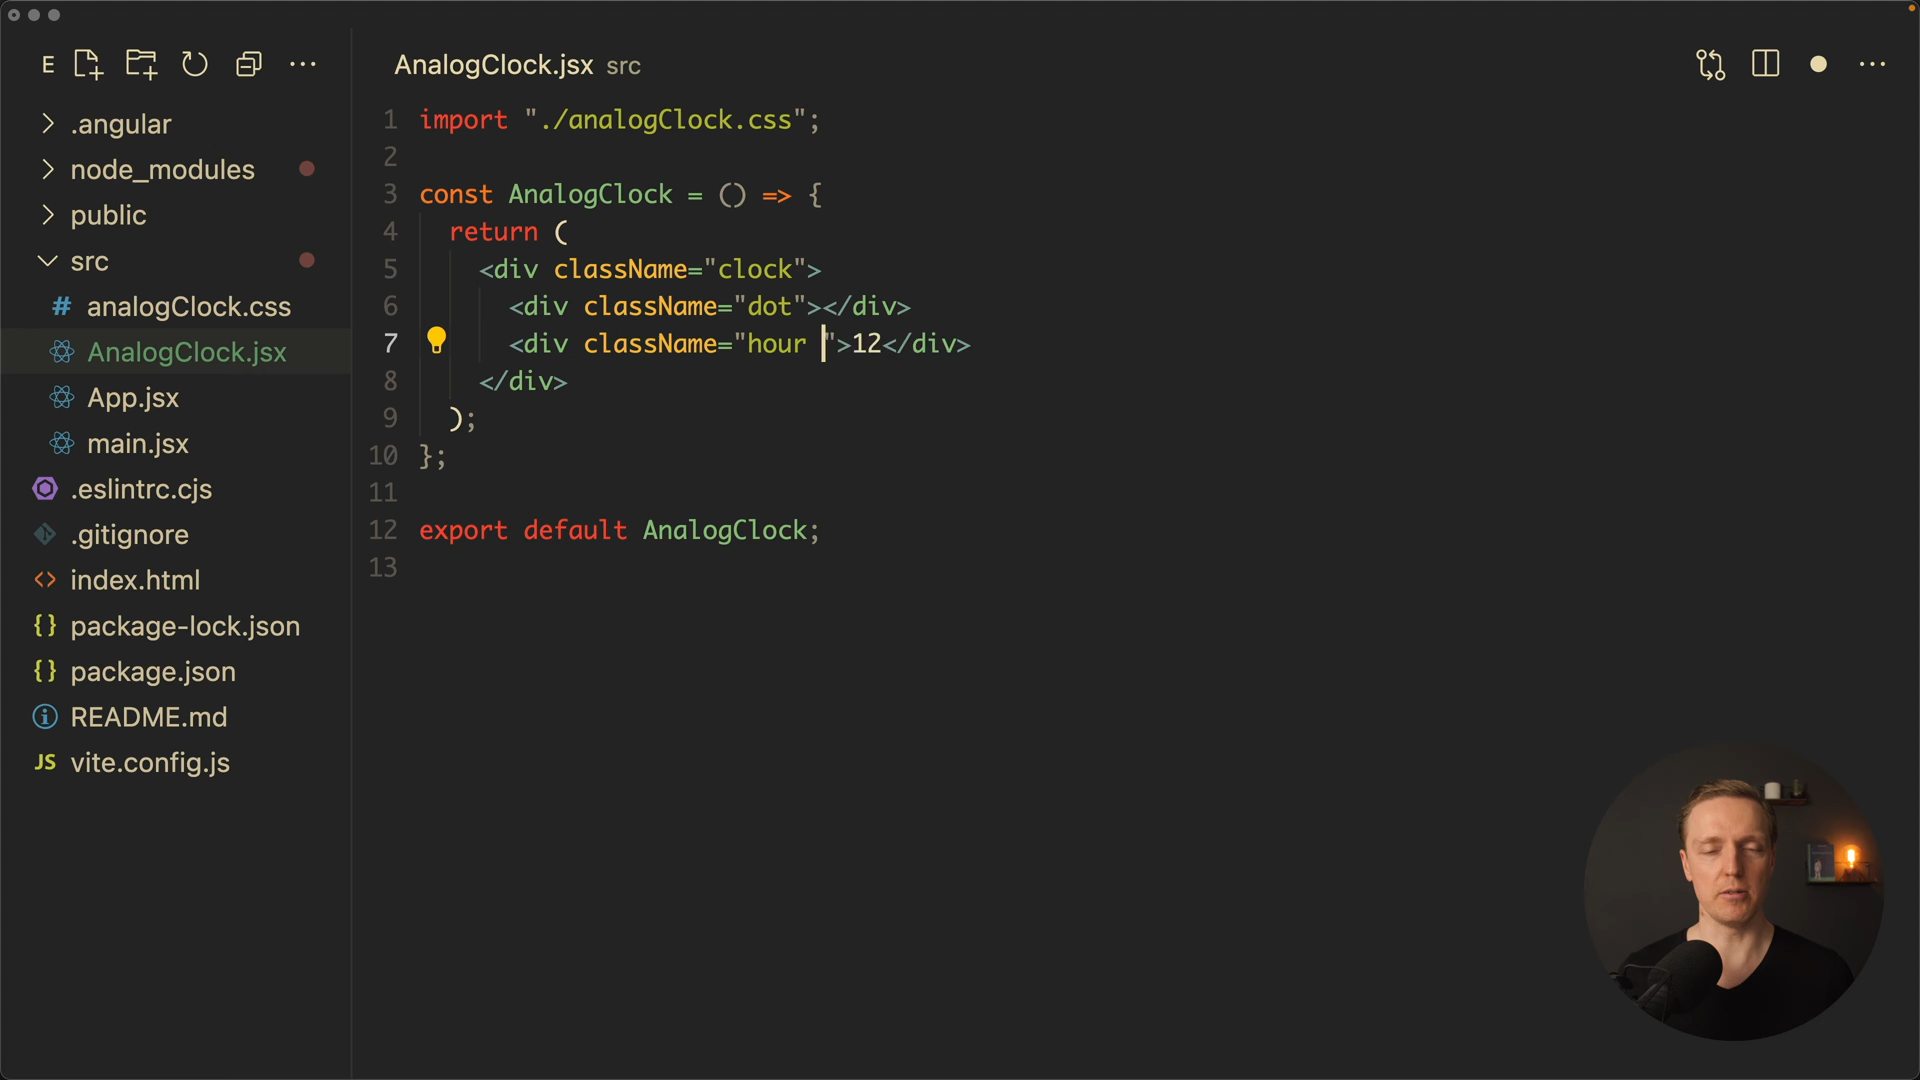 E
.angular
node_modules
public
src
# analogClock.css
AnalogClock.jsx
App.jsx
main.jsx
.eslintrc.cjs
.gitignore
<> index.html
{} package-lock.json
{} package.json
README.md
JS vite.config.js
AnalogClock.jsx src
1 import "./analogClock.css";
2
3 const AnalogClock = () => {
4 return (
5 <div className="clock">
6 <div className="dot"></div>
7 <div className="hour ">12</div>
8 </div>
9 );
10 };
11
12 export default AnalogClock;
13